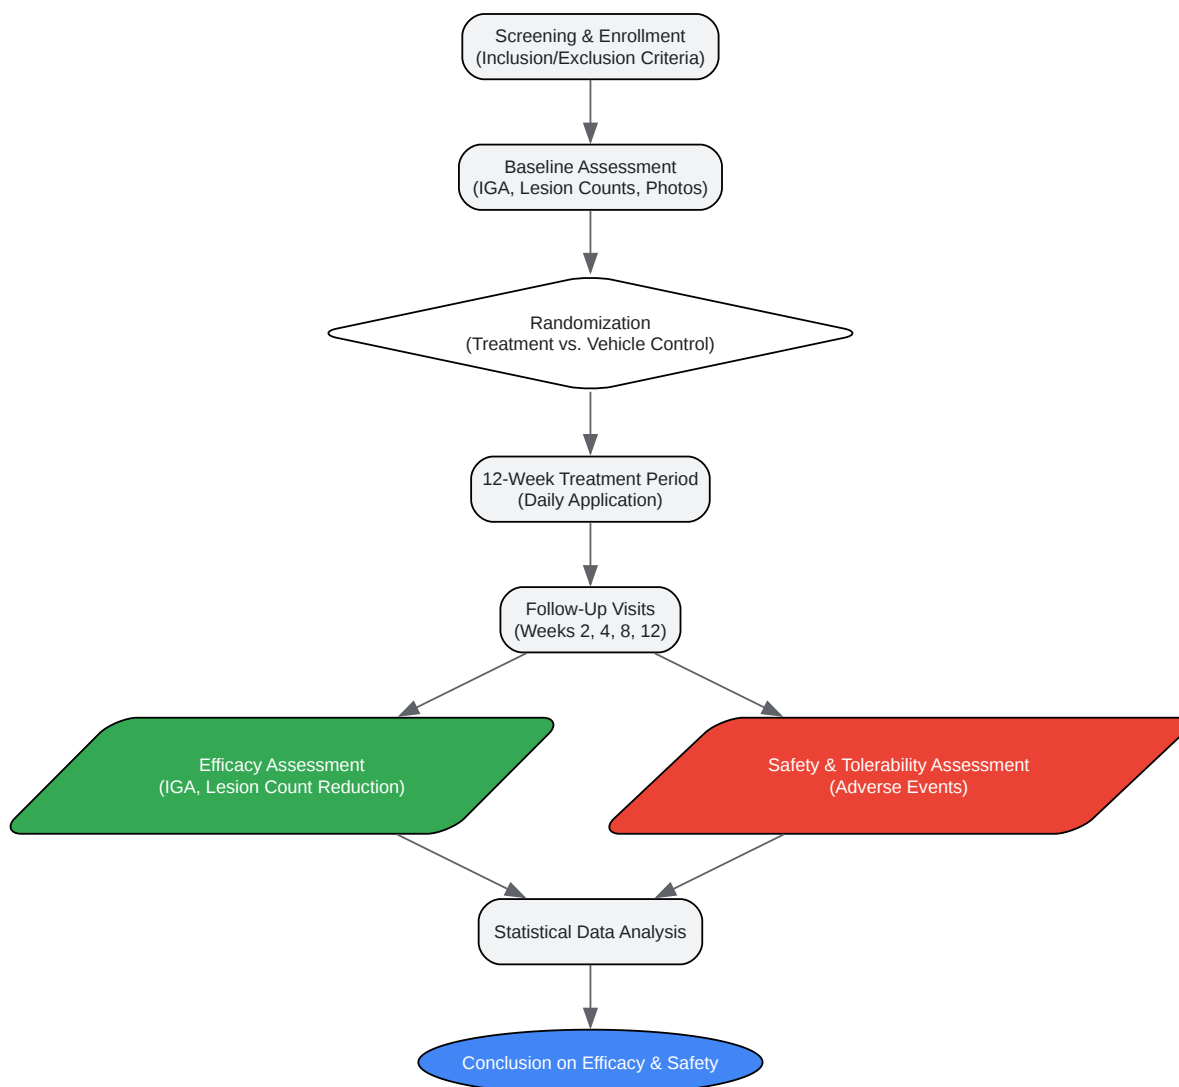 Screening & Enrollment
(Inclusion/Exclusion Criteria)
Baseline Assessment
(IGA, Lesion Counts, Photos)
Randomization
(Treatment vs. Vehicle Control)
12-Week Treatment Period
(Daily Application)
Follow-Up Visits
(Weeks 2, 4, 8, 12)
Efficacy Assessment
(IGA, Lesion Count Reduction)
Safety & Tolerability Assessment
(Adverse Events)
Statistical Data Analysis
Conclusion on Efficacy & Safety